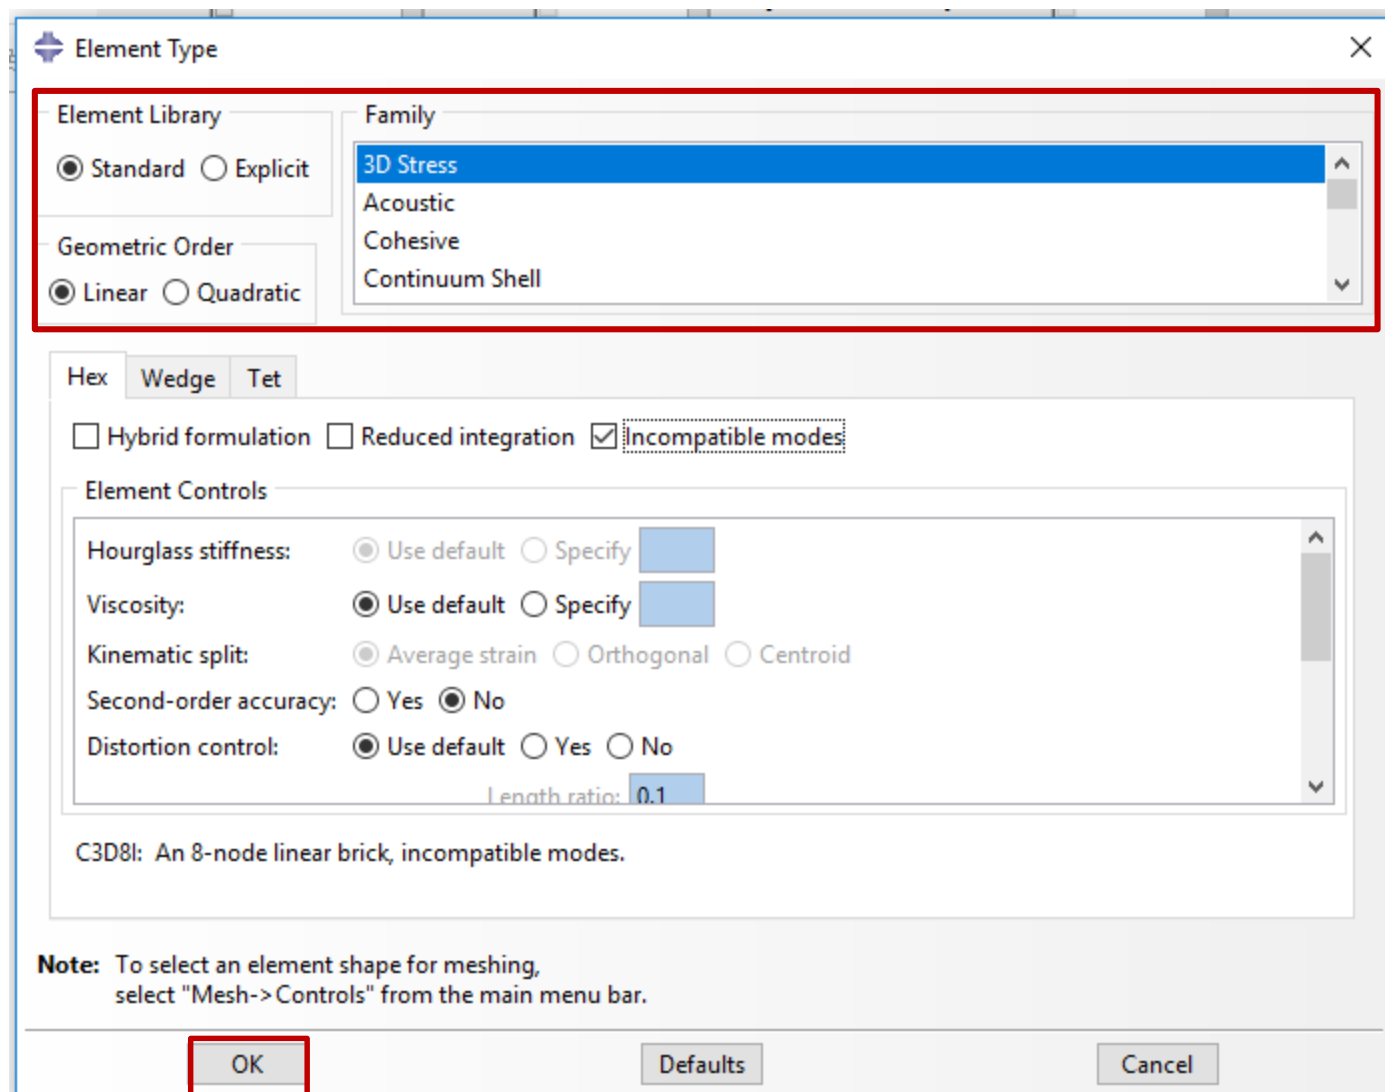 Element Type
Element Library
Family
Standard Explicit
3D Stress
Acoustic
Cohesive
Continuum Shell
Geometric Order
Linear Quadratic
Hex Wedge Tet
Hybrid formulation Reduced integration Incompatible modes
Element Controls
Hourglass stiffness: Use default Specify
Viscosity: Use default Specify
Kinematic split: Average strain Orthogonal Centroid
Second-order accuracy: Yes No
Distortion control: Use default Yes No
Length ratio: 0.1
C3D8I: An 8-node linear brick, incompatible modes.
Note: To select an element shape for meshing,
select "Mesh->Controls" from the main menu bar.
OK Defaults Cancel